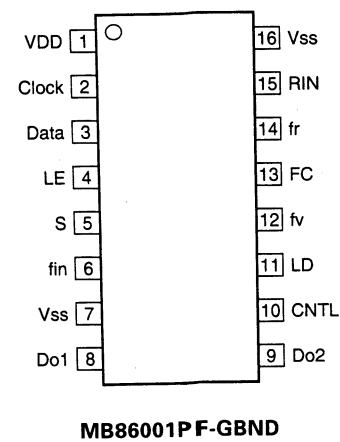 VDD 1 16 Vss
Clock 2 15 RIN
Data 3 14 fr
LE 4 13 FC
S 5 12 fv
fin 6 11 LD
Vss 7 10 CNTL
Do1 8 9 Do2
MB86001PF-GBND